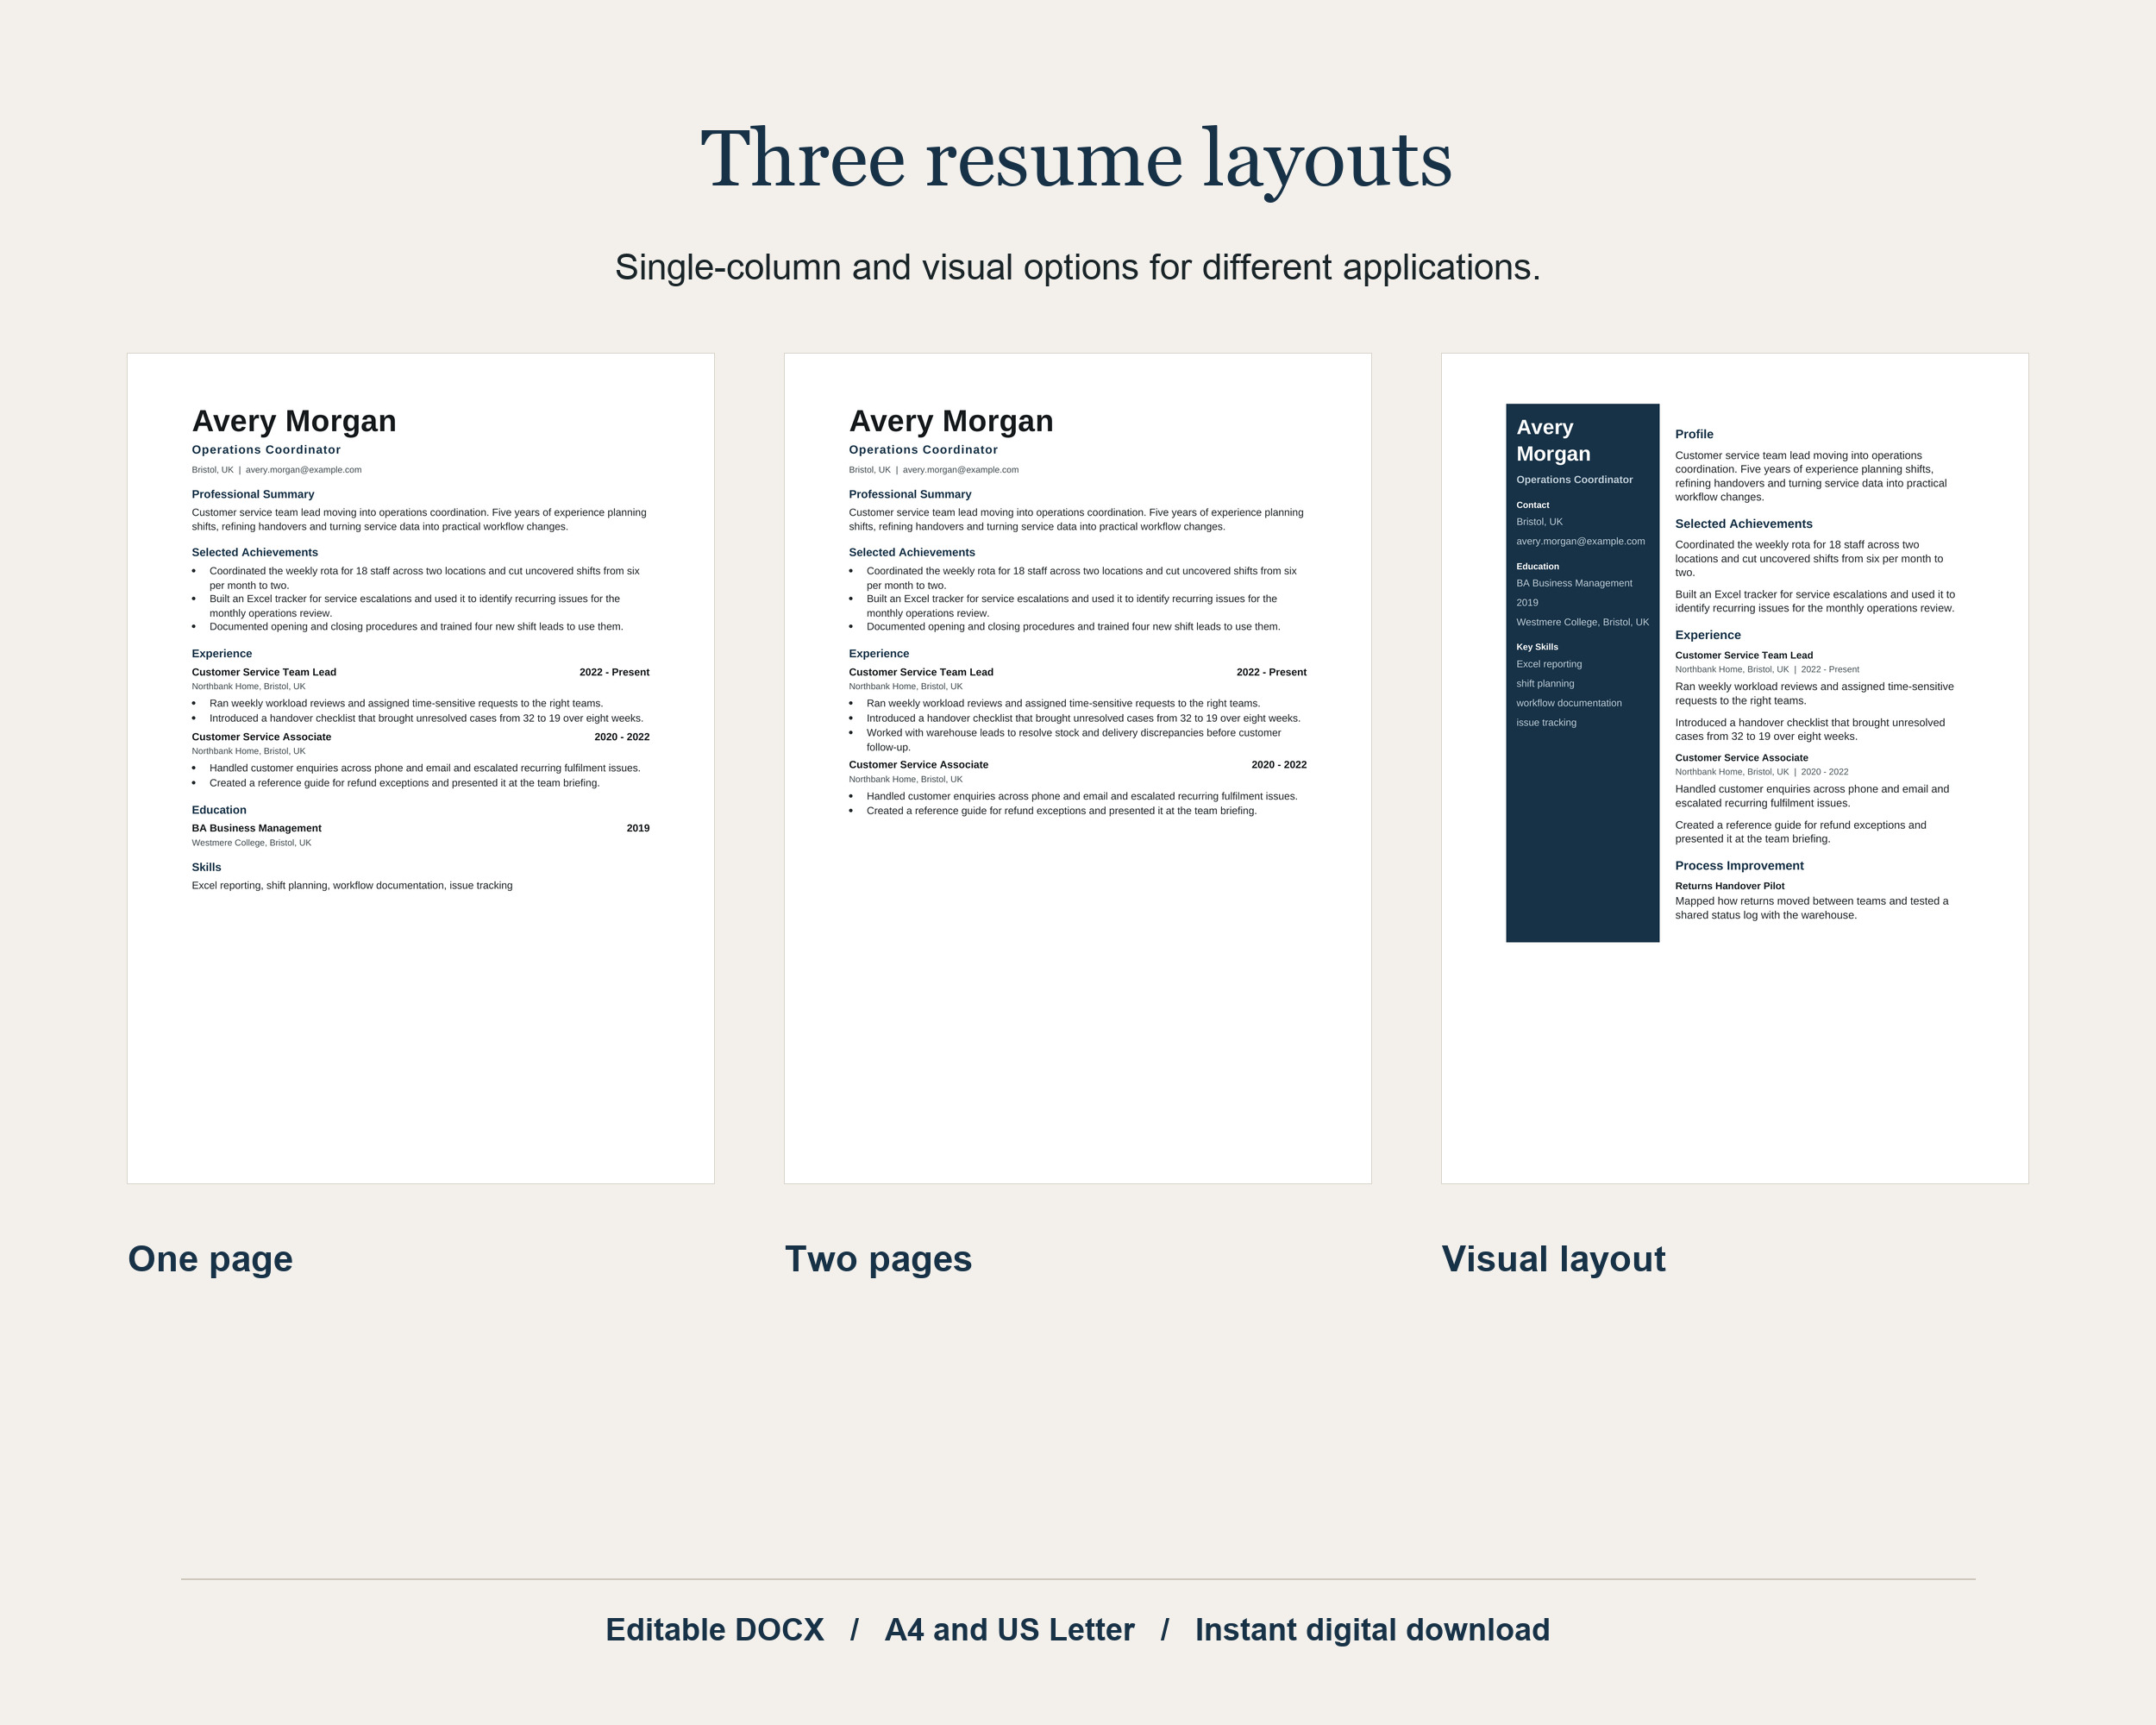 Three resume layouts
Single-column and visual options for different applications.
Avery Morgan
Operations Coordinator
Bristol, UK | avery.morgan@example.com
Professional Summary
Customer service team lead moving into operations coordination. Five years of experience planning
shifts, refining handovers and turning service data into practical workflow changes.
Selected Achievements
• Coordinated the weekly rota for 18 staff across two locations and cut uncovered shifts from six
per month to two.
• Built an Excel tracker for service escalations and used it to identify recurring issues for the
monthly operations review.
• Documented opening and closing procedures and trained four new shift leads to use them.
Experience
Customer Service Team Lead 2022 - Present
Northbank Home, Bristol, UK
• Ran weekly workload reviews and assigned time-sensitive requests to the right teams.
• Introduced a handover checklist that brought unresolved cases from 32 to 19 over eight weeks.
Customer Service Associate 2020 - 2022
Northbank Home, Bristol, UK
• Handled customer enquiries across phone and email and escalated recurring fulfilment issues.
• Created a reference guide for refund exceptions and presented it at the team briefing.
Education
BA Business Management 2019
Westmere College, Bristol, UK
Skills
Excel reporting, shift planning, workflow documentation, issue tracking
One page
Avery Morgan
Operations Coordinator
Bristol, UK | avery.morgan@example.com
Professional Summary
Customer service team lead moving into operations coordination. Five years of experience planning
shifts, refining handovers and turning service data into practical workflow changes.
Selected Achievements
• Coordinated the weekly rota for 18 staff across two locations and cut uncovered shifts from six
per month to two.
• Built an Excel tracker for service escalations and used it to identify recurring issues for the
monthly operations review.
• Documented opening and closing procedures and trained four new shift leads to use them.
Experience
Customer Service Team Lead 2022 - Present
Northbank Home, Bristol, UK
• Ran weekly workload reviews and assigned time-sensitive requests to the right teams.
• Introduced a handover checklist that brought unresolved cases from 32 to 19 over eight weeks.
• Worked with warehouse leads to resolve stock and delivery discrepancies before customer
follow-up.
Customer Service Associate 2020 - 2022
Northbank Home, Bristol, UK
• Handled customer enquiries across phone and email and escalated recurring fulfilment issues.
• Created a reference guide for refund exceptions and presented it at the team briefing.
Two pages
Avery
Morgan
Operations Coordinator
Contact
Bristol, UK
avery.morgan@example.com
Education
BA Business Management
2019
Westmere College, Bristol, UK
Key Skills
Excel reporting
shift planning
workflow documentation
issue tracking
Profile
Customer service team lead moving into operations
coordination. Five years of experience planning shifts,
refining handovers and turning service data into practical
workflow changes.
Selected Achievements
Coordinated the weekly rota for 18 staff across two
locations and cut uncovered shifts from six per month to
two.
Built an Excel tracker for service escalations and used it to
identify recurring issues for the monthly operations review.
Experience
Customer Service Team Lead
Northbank Home, Bristol, UK | 2022 - Present
Ran weekly workload reviews and assigned time-sensitive
requests to the right teams.
Introduced a handover checklist that brought unresolved
cases from 32 to 19 over eight weeks.
Customer Service Associate
Northbank Home, Bristol, UK | 2020 - 2022
Handled customer enquiries across phone and email and
escalated recurring fulfilment issues.
Created a reference guide for refund exceptions and
presented it at the team briefing.
Process Improvement
Returns Handover Pilot
Mapped how returns moved between teams and tested a
shared status log with the warehouse.
Visual layout
Editable DOCX / A4 and US Letter / Instant digital download